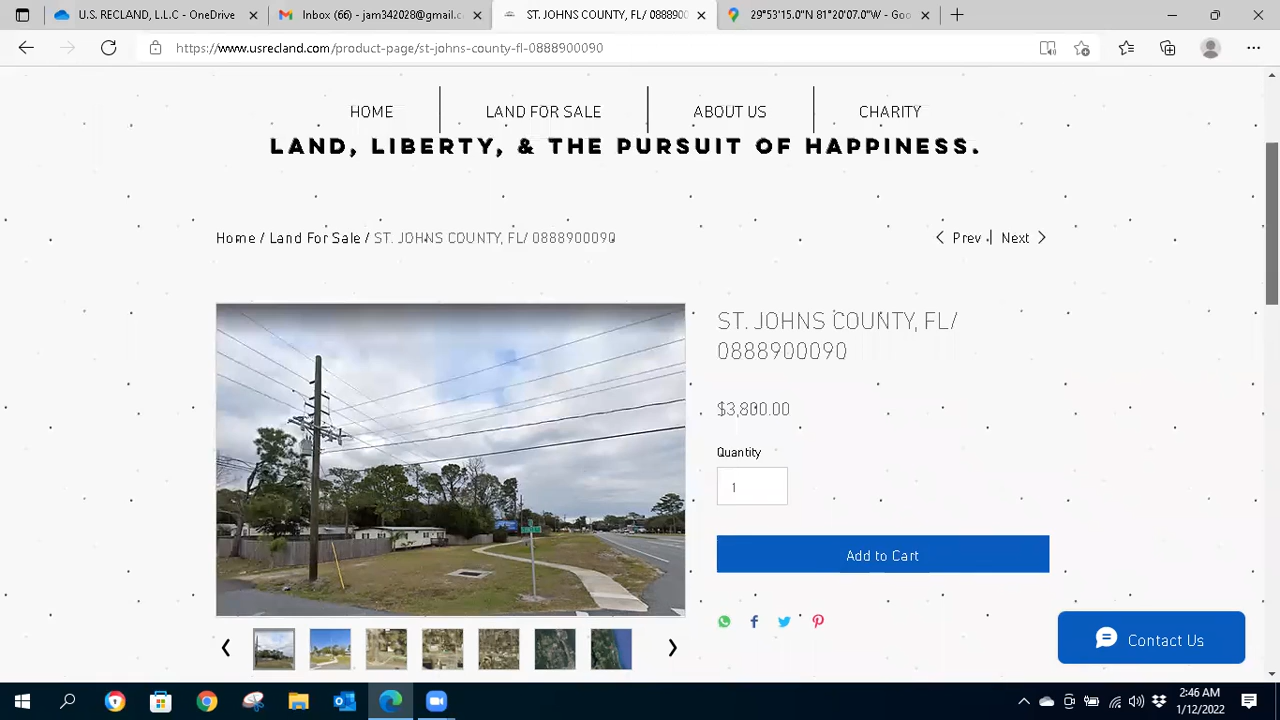 U.S. RECLAND, L.L.C - OneDrive
Inbox (66) - jam342028@gmail.c
ST. JOHNS COUNTY, FL/ 0888900
29°53'15.0"N 81°20'07.0"W - Goo
https://www.usrecland.com/product-page/st-johns-county-fl-0888900090
HOME
LAND FOR SALE
ABOUT US
CHARITY
LAND, LIBERTY, & THE PURSUIT OF HAPPINESS.
Home / Land For Sale / ST. JOHNS COUNTY, FL/ 0888900090
Prev | Next
ST. JOHNS COUNTY, FL/
0888900090
$3,800.00
Quantity
1
Add to Cart
Contact Us
2:46 AM
1/12/2022